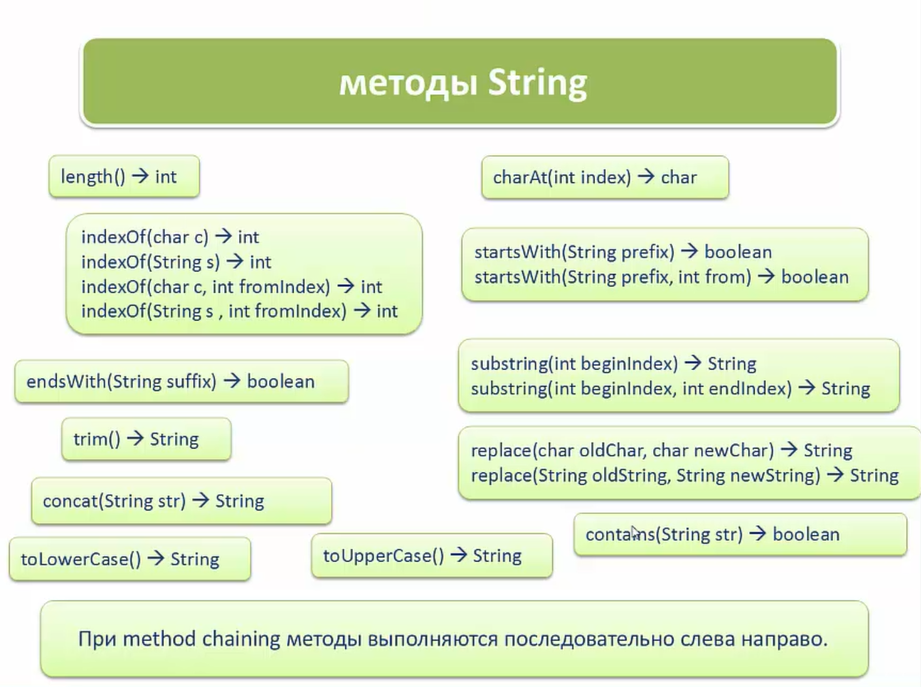 методы String
length() → int
charAt(int index) → char
indexOf(char c) → int
indexOf(String s) → int
indexOf(char c, int fromIndex) → int
indexOf(String s , int fromIndex) → int
startsWith(String prefix) → boolean
startsWith(String prefix, int from) → boolean
endsWith(String suffix) → boolean
substring(int beginIndex) → String
substring(int beginIndex, int endIndex) → String
trim() → String
replace(char oldChar, char newChar) → String
replace(String oldString, String newString) → String
concat(String str) → String
contains(String str) → boolean
toLowerCase() → String
toUpperCase() → String
При method chaining методы выполняются последовательно слева направо.